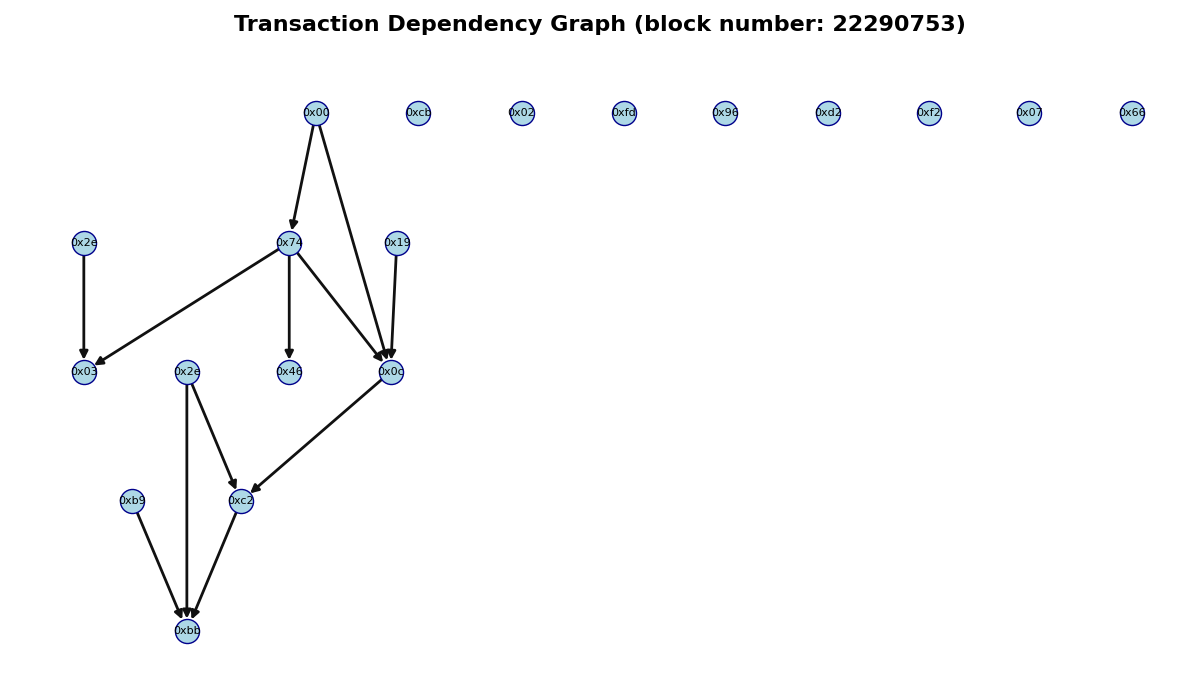 Transaction Dependency Graph (block number: 22290753)
0x00 0xcb 0x02 0xfd 0x96 0xd2 0xf2 0x07 0x66
0x2e 0x74 0x19
0x03 0x2e 0x46 0x0c
0xb9 0xc2
0xbb